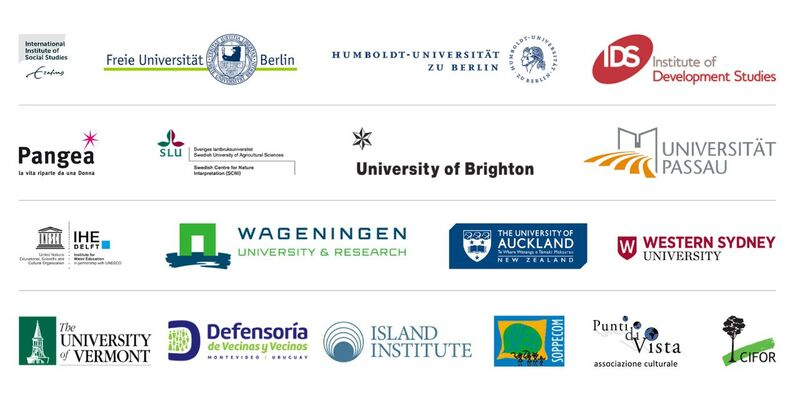 International
Institute of
Social Studies
Erasmus
Freie Universität Berlin
HUMBOLDT-UNIVERSITÄT
ZU BERLIN
HUMBOLDT-UNIVERSITÄT
ZU BERLIN
IDS
Institute of
Development Studies
Pangea
la vita riparte da una Donna
SLU
Sveriges lantbruksuniversitet
Swedish University of Agricultural Sciences
Swedish Centre for Nature
Interpretation (SCNI)
University of Brighton
UNIVERSITÄT
PASSAU
IHE
DELFT
United Nations
Educational, Scientific and
Cultural Organization
Institute for
Water Education
in partnership with UNESCO
WAGENINGEN
UNIVERSITY & RESEARCH
THE UNIVERSITY OF
AUCKLAND
Te Whare Wānanga o Tāmaki Makaurau
NEW ZEALAND
W
WESTERN SYDNEY
UNIVERSITY
The
UNIVERSITY
of VERMONT
D
Defensoría
de Vecinas y Vecinos
MONTEVIDEO | URUGUAY
ISLAND
INSTITUTE
SOPPECOM
Punti
di
Vista
associazione culturale
CIFOR